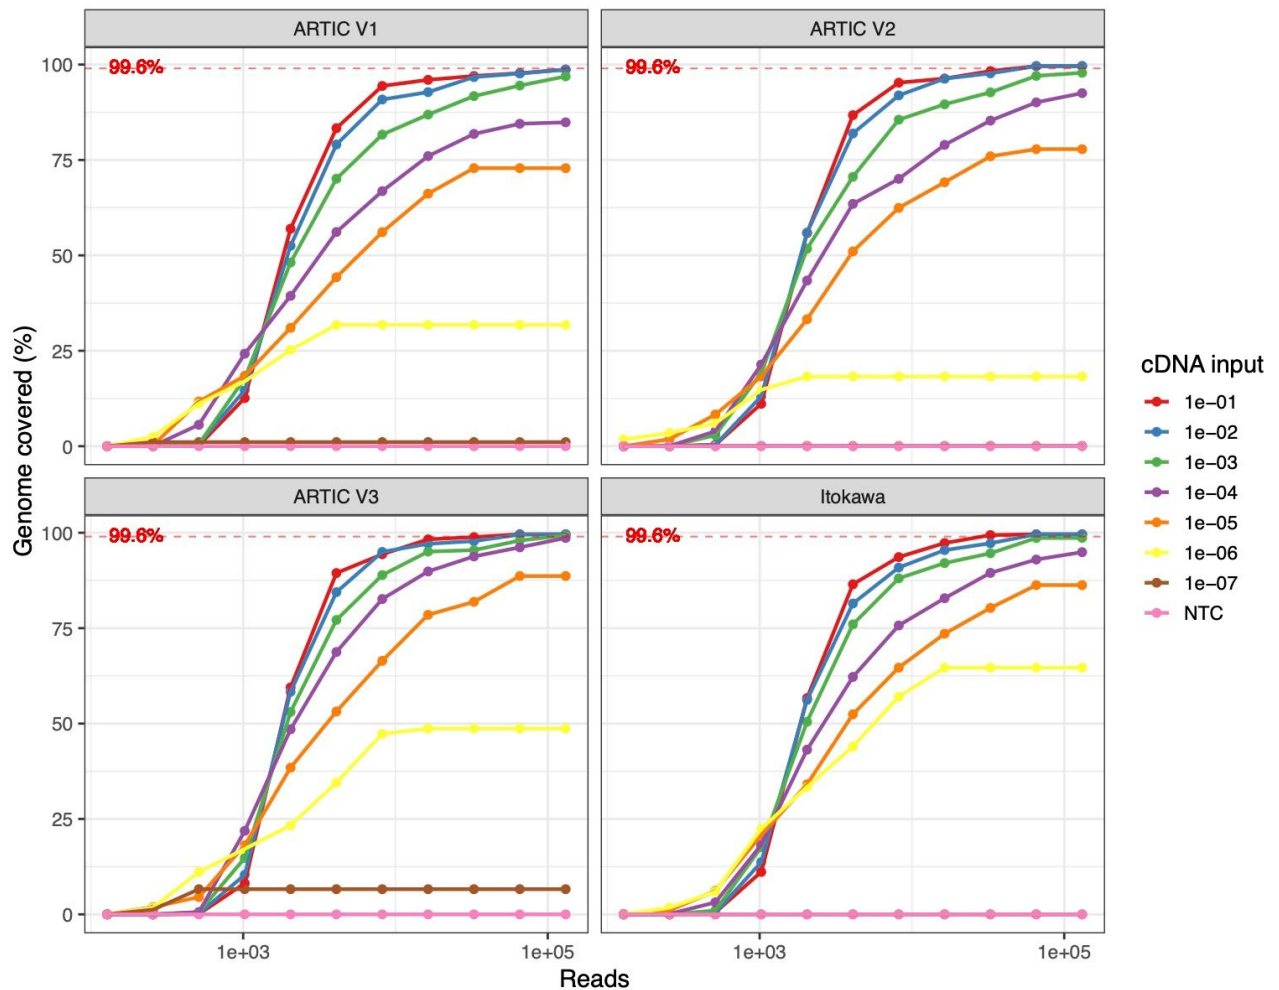 ARTIC V1
ARTIC V2
99.6%
99.6%
100
75
50
25
0
ARTIC V3
Itokawa
99.6%
99.6%
100
75
50
25
0
1e+03
1e+05
1e+03
1e+05
Reads
Genome covered (%)
cDNA input
1e−01
1e−02
1e−03
1e−04
1e−05
1e−06
1e−07
NTC